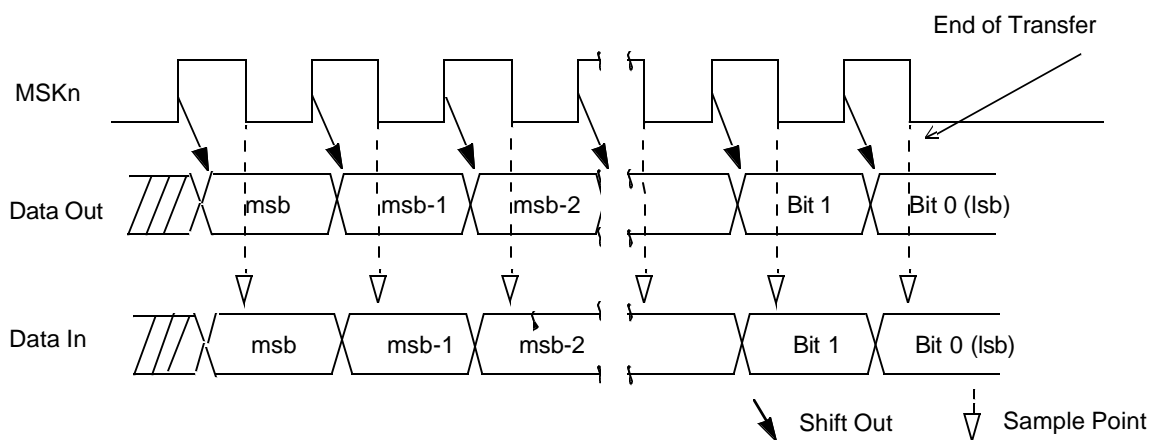 End of Transfer
MSKn
Data Out
msb
msb-1
msb-2
Bit 1
Bit 0 (lsb)
Data In
msb
msb-1
msb-2
Bit 1
Bit 0 (lsb)
Shift Out
Sample Point